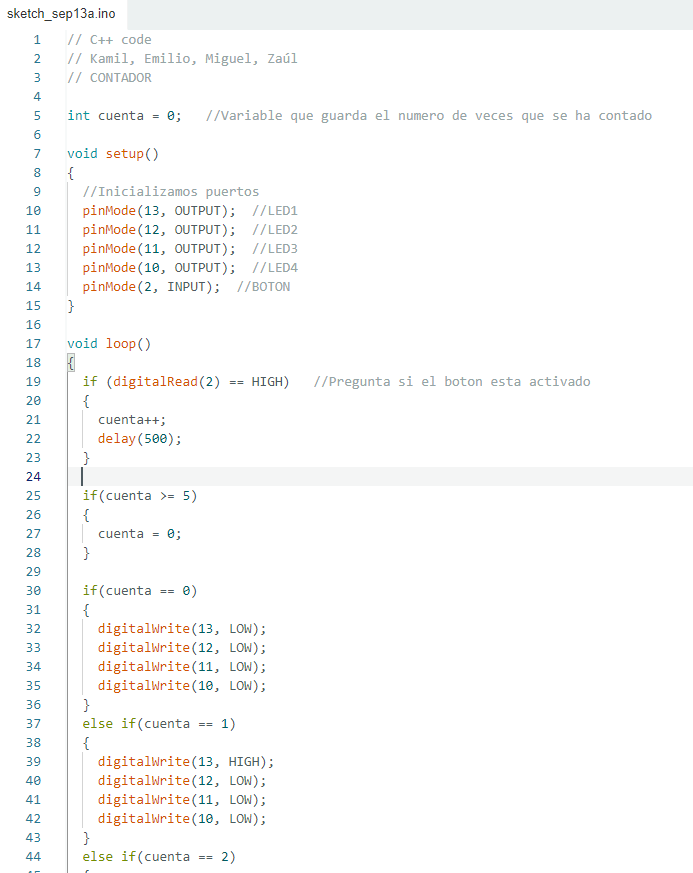 sketch_sep13a.ino
1 // C++ code
2 // Kamil, Emilio, Miguel, Zaúl
3 // CONTADOR
4
5 int cuenta = 0;   //Variable que guarda el numero de veces que se ha contado
6
7 void setup()
8 {
9   //Inicializamos puertos
10   pinMode(13, OUTPUT);  //LED1
11   pinMode(12, OUTPUT);  //LED2
12   pinMode(11, OUTPUT);  //LED3
13   pinMode(10, OUTPUT);  //LED4
14   pinMode(2, INPUT);  //BOTON
15 }
16
17 void loop()
18 {
19   if (digitalRead(2) == HIGH)   //Pregunta si el boton esta activado
20   {
21     cuenta++;
22     delay(500);
23   }
24
25   if(cuenta >= 5)
26   {
27     cuenta = 0;
28   }
29
30   if(cuenta == 0)
31   {
32     digitalWrite(13, LOW);
33     digitalWrite(12, LOW);
34     digitalWrite(11, LOW);
35     digitalWrite(10, LOW);
36   }
37   else if(cuenta == 1)
38   {
39     digitalWrite(13, HIGH);
40     digitalWrite(12, LOW);
41     digitalWrite(11, LOW);
42     digitalWrite(10, LOW);
43   }
44   else if(cuenta == 2)